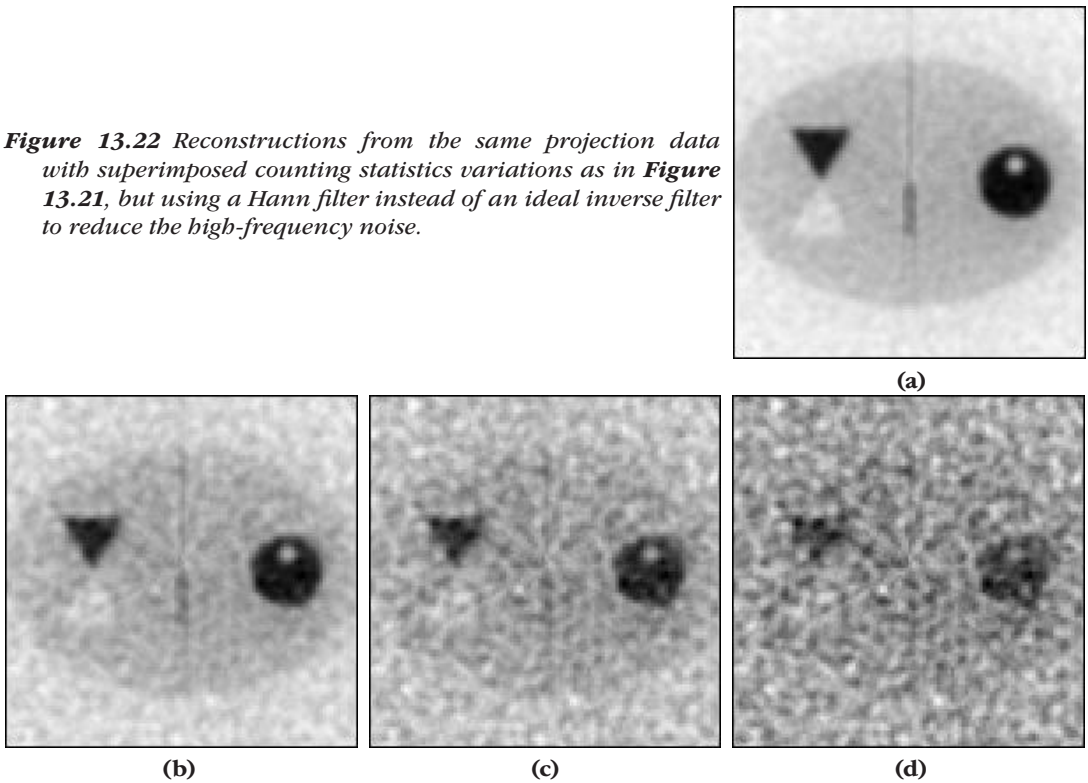 Figure 13.22 Reconstructions from the same projection data
with superimposed counting statistics variations as in Figure
13.21, but using a Hann filter instead of an ideal inverse filter
to reduce the high-frequency noise.
(a)
(b)
(c)
(d)